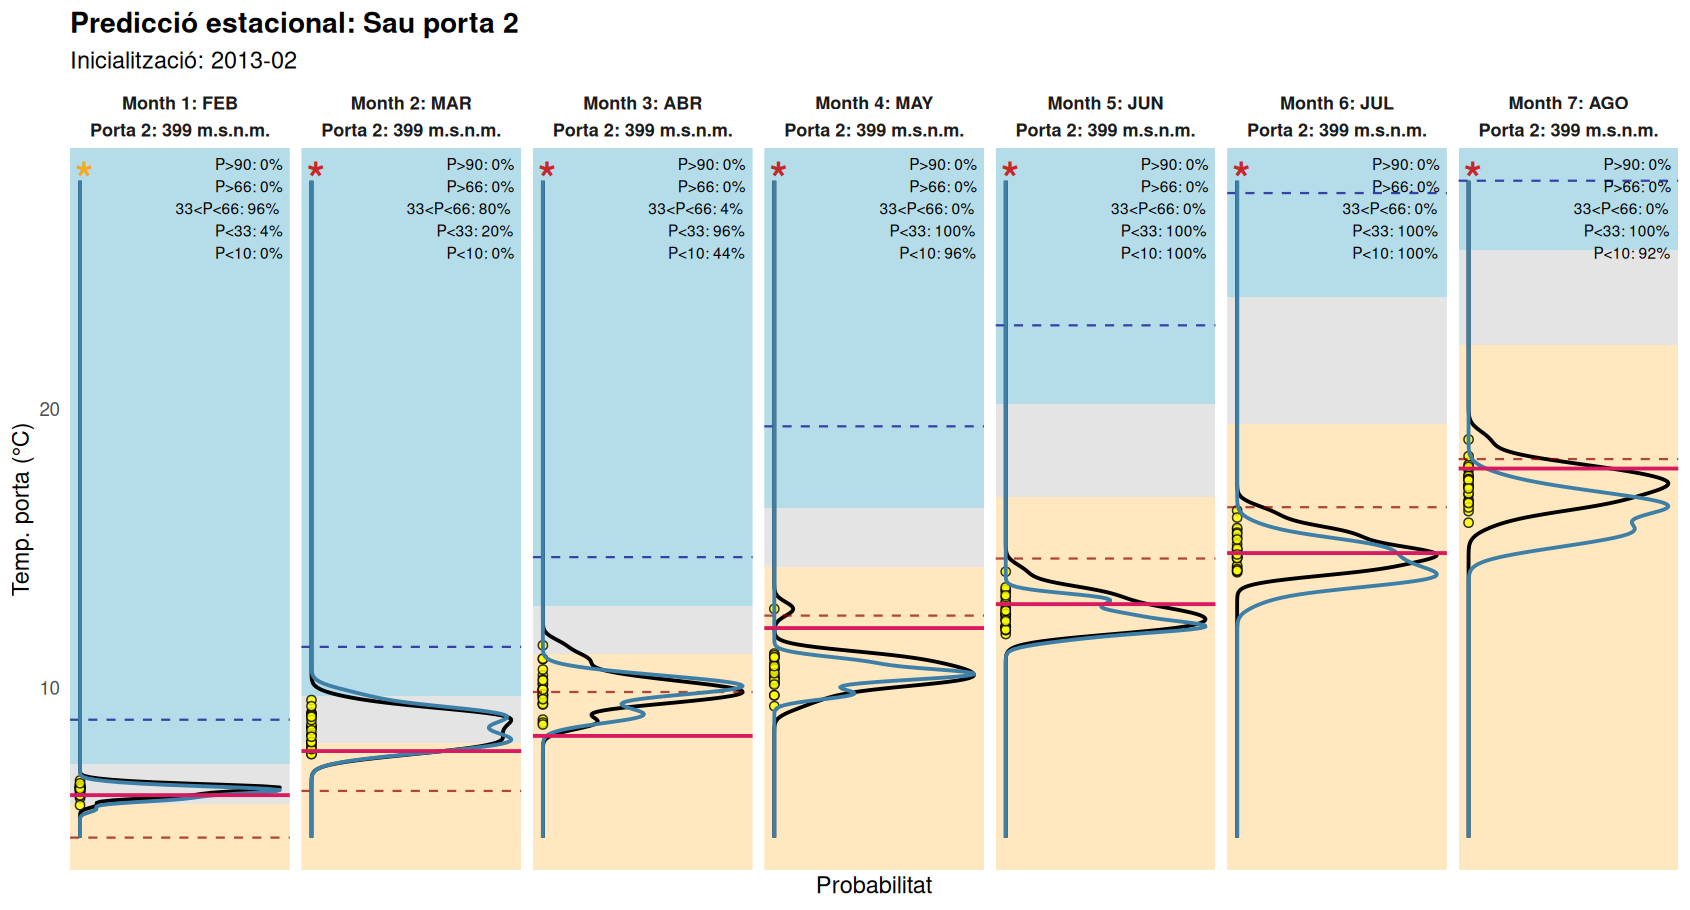 Predicció estacional: Sau porta 2
Inicialització: 2013-02
Month 1: FEB
Porta 2: 399 m.s.n.m.
Month 2: MAR
Porta 2: 399 m.s.n.m.
Month 3: ABR
Porta 2: 399 m.s.n.m.
Month 4: MAY
Porta 2: 399 m.s.n.m.
Month 5: JUN
Porta 2: 399 m.s.n.m.
Month 6: JUL
Porta 2: 399 m.s.n.m.
Month 7: AGO
Porta 2: 399 m.s.n.m.
*
P>90: 0%
P>66: 0%
33<P<66: 96%
P<33: 4%
P<10: 0%
*
P>90: 0%
P>66: 0%
33<P<66: 80%
P<33: 20%
P<10: 0%
*
P>90: 0%
P>66: 0%
33<P<66: 4%
P<33: 96%
P<10: 44%
*
P>90: 0%
P>66: 0%
33<P<66: 0%
P<33: 100%
P<10: 96%
*
P>90: 0%
P>66: 0%
33<P<66: 0%
P<33: 100%
P<10: 100%
*
P>90: 0%
P>66: 0%
33<P<66: 0%
P<33: 100%
P<10: 100%
*
P>90: 0%
P>66: 0%
33<P<66: 0%
P<33: 100%
P<10: 92%
Temp. porta (°C)
20
10
Probabilitat